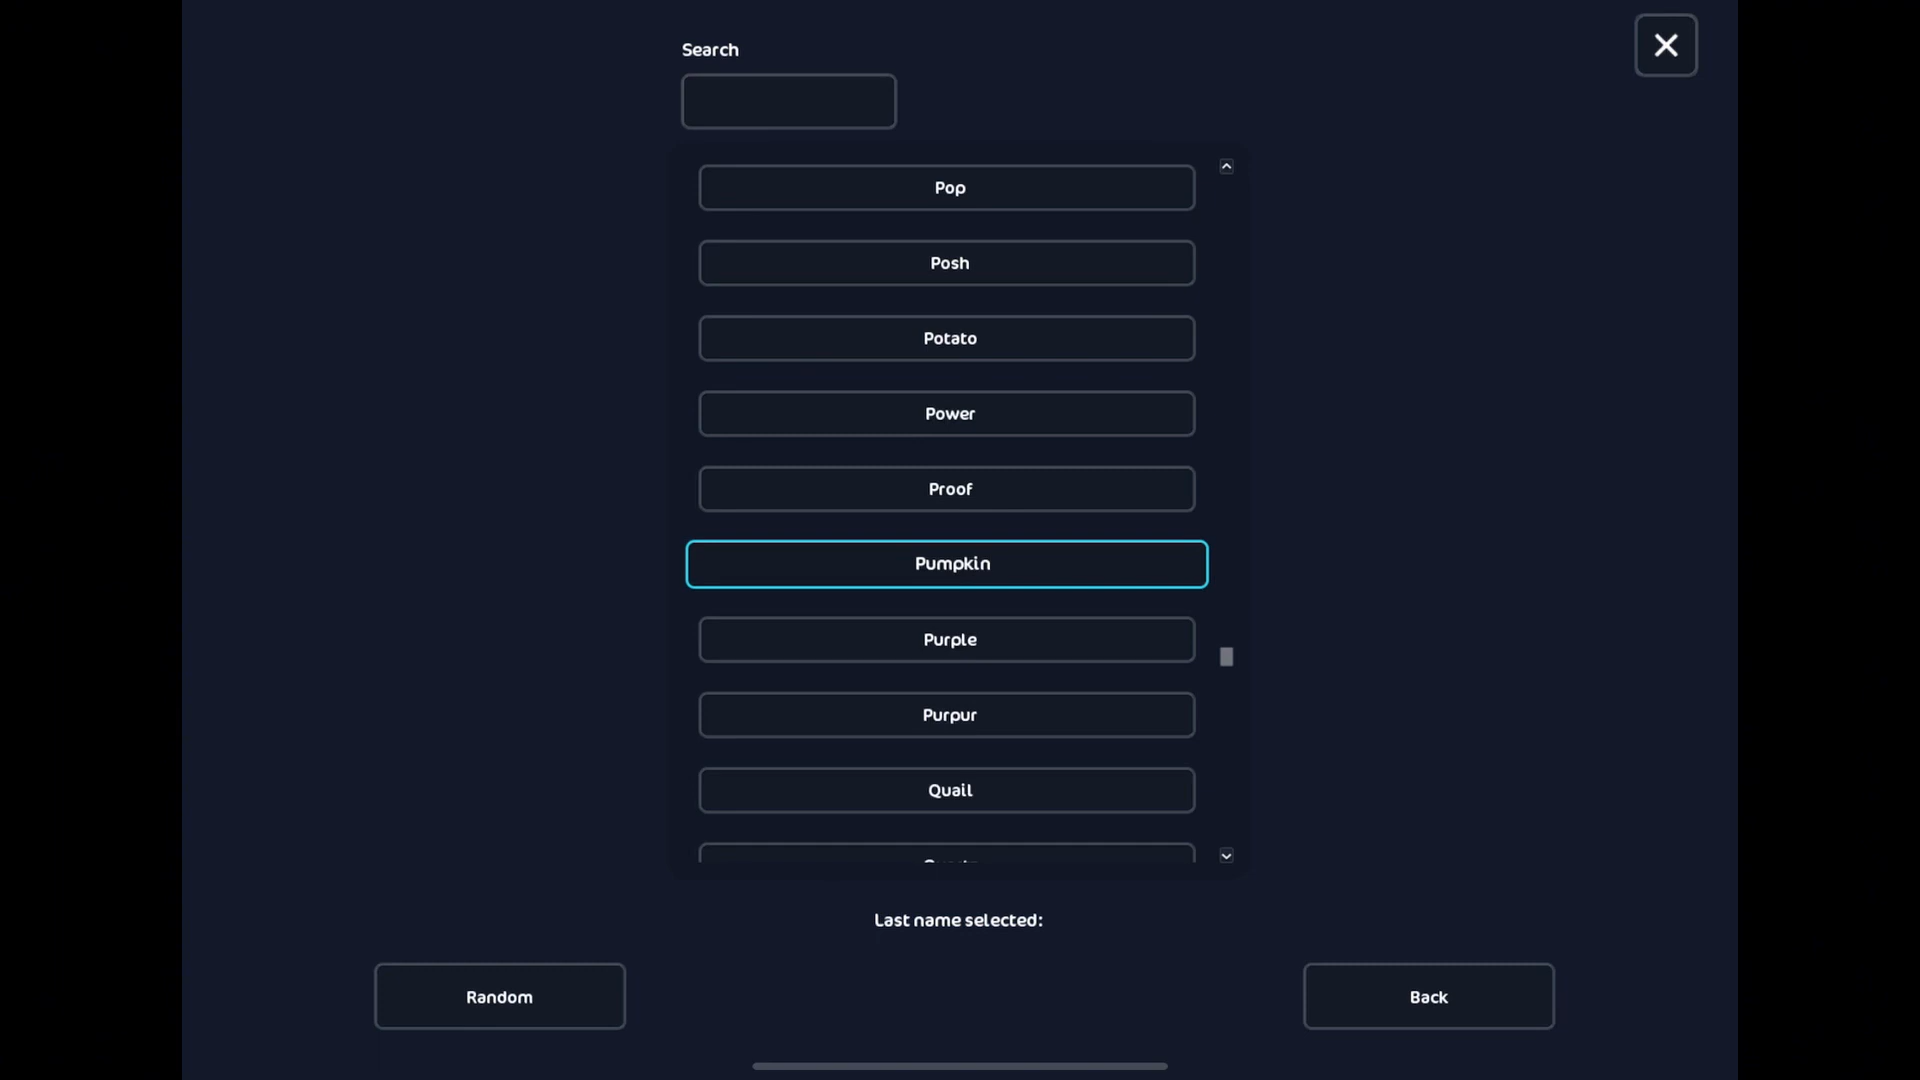 Search
Pop
Posh
Potato
Power
Proof
Pumpkin
Purple
Purpur
Quail
Last name selected:
Random
Back